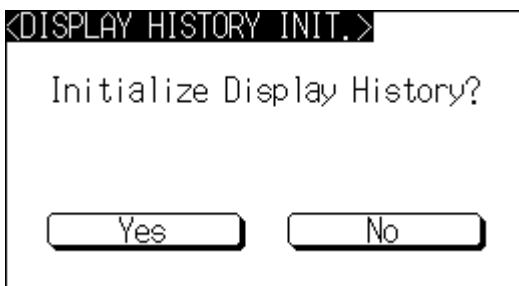 <DISPLAY HISTORY INIT.>
Initialize Display History?
Yes No